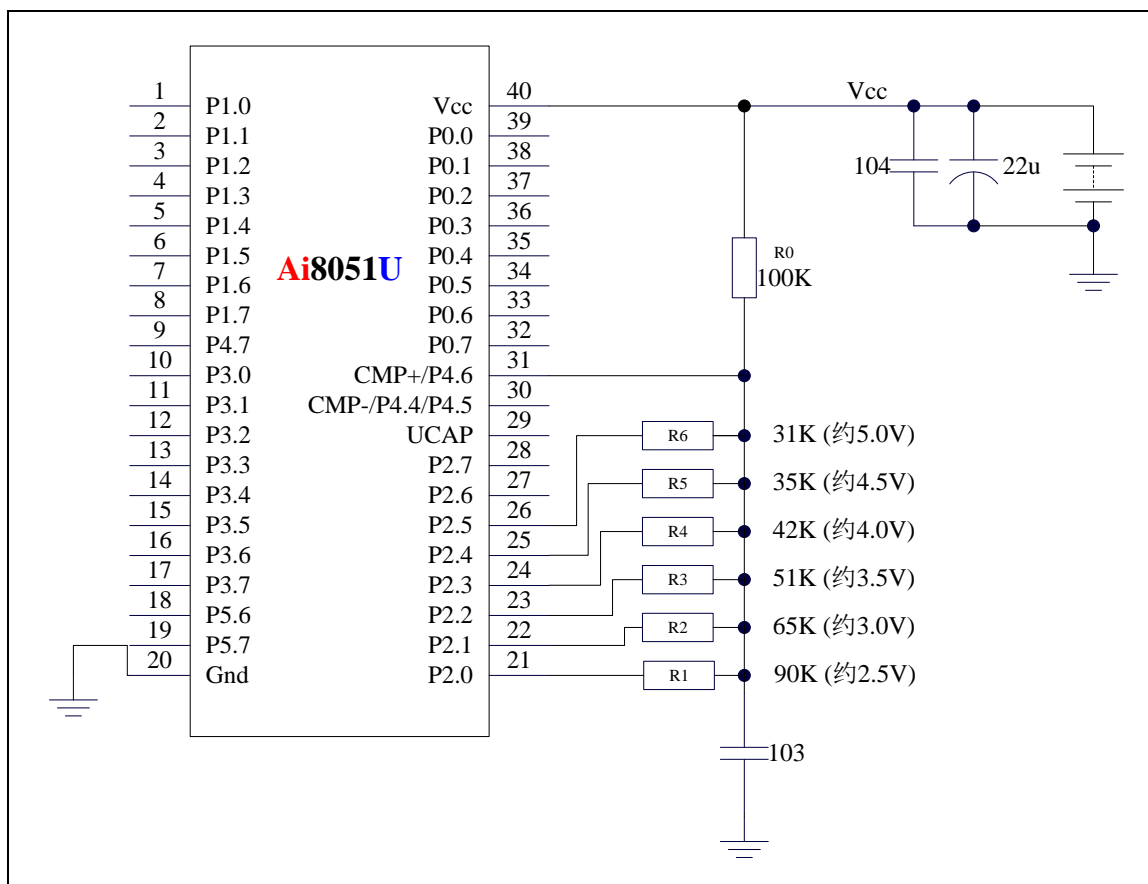 Ai8051U
1 P1.0
2 P1.1
3 P1.2
4 P1.3
5 P1.4
6 P1.5
7 P1.6
8 P1.7
9 P4.7
10 P3.0
11 P3.1
12 P3.2
13 P3.3
14 P3.4
15 P3.5
16 P3.6
17 P3.7
18 P5.6
19 P5.7
20 Gnd
Vcc 40
P0.0 39
P0.1 38
P0.2 37
P0.3 36
P0.4 35
P0.5 34
P0.6 33
P0.7 32
CMP+/P4.6 31
CMP-/P4.4/P4.5 30
UCAP 29
P2.7 28
P2.6 27
P2.5 26
P2.4 25
P2.3 24
P2.2 23
P2.1 22
P2.0 21
Vcc
104
22u
R0
100K
R6 31K (约5.0V)
R5 35K (约4.5V)
R4 42K (约4.0V)
R3 51K (约3.5V)
R2 65K (约3.0V)
R1 90K (约2.5V)
103